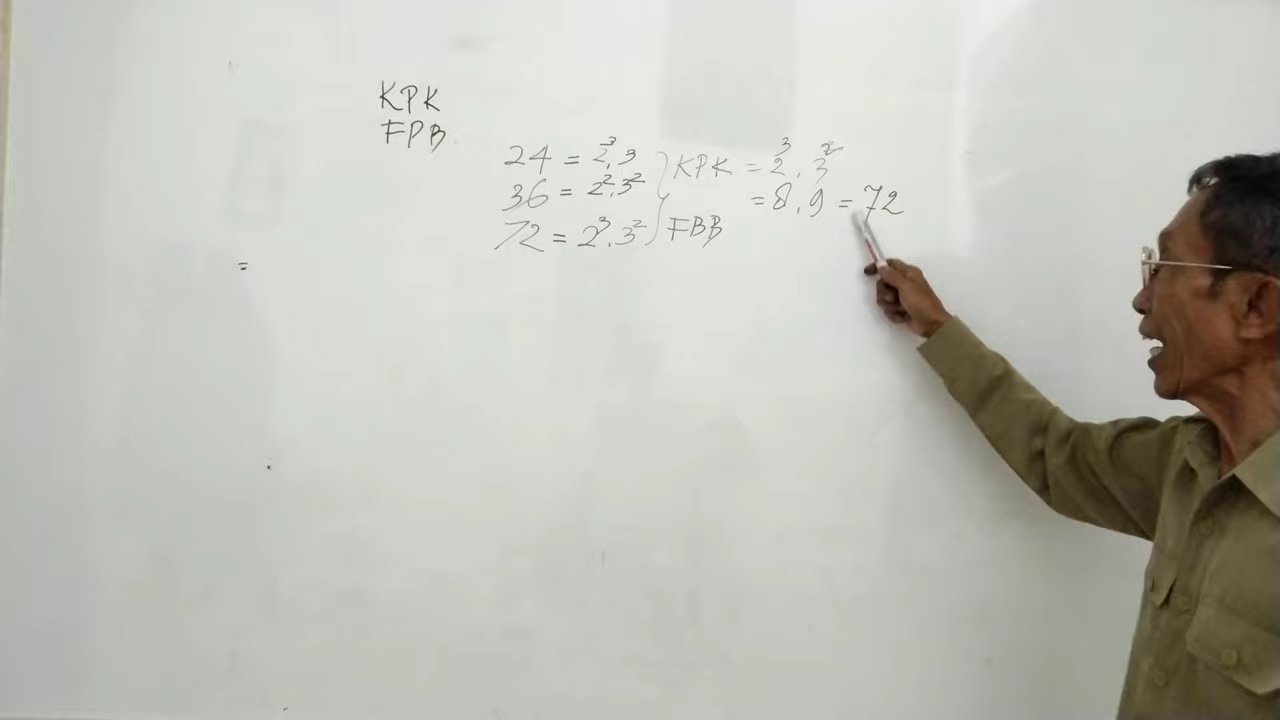 KPK
FPB
24 = 2³.3
36 = 2².3²
72 = 2³.3²
KPK = 2³.3²
= 8.9 = 72
FBB
=